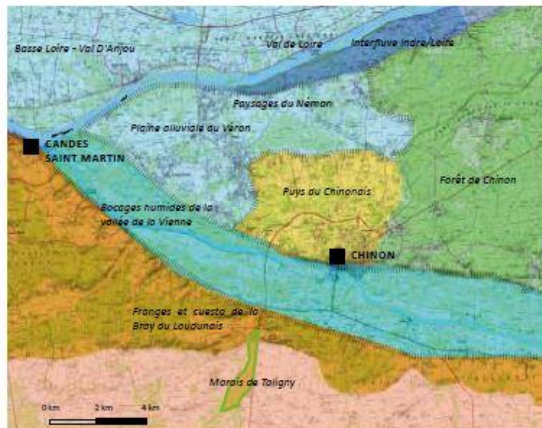 Basse Loire - Val D'Anjou
Val de Loire
Interfluve Indre/Loire
Paysages du Néman
Plaine alluviale du Véron
CANDES
SAINT MARTIN
Puys du Chinonais
Forêt de Chinon
Bocages humides de la
vallée de la Vienne
CHINON
Franges et cuesta de la
Bray du Loudunais
Marais de Taligny
0 km
2 km
4 km